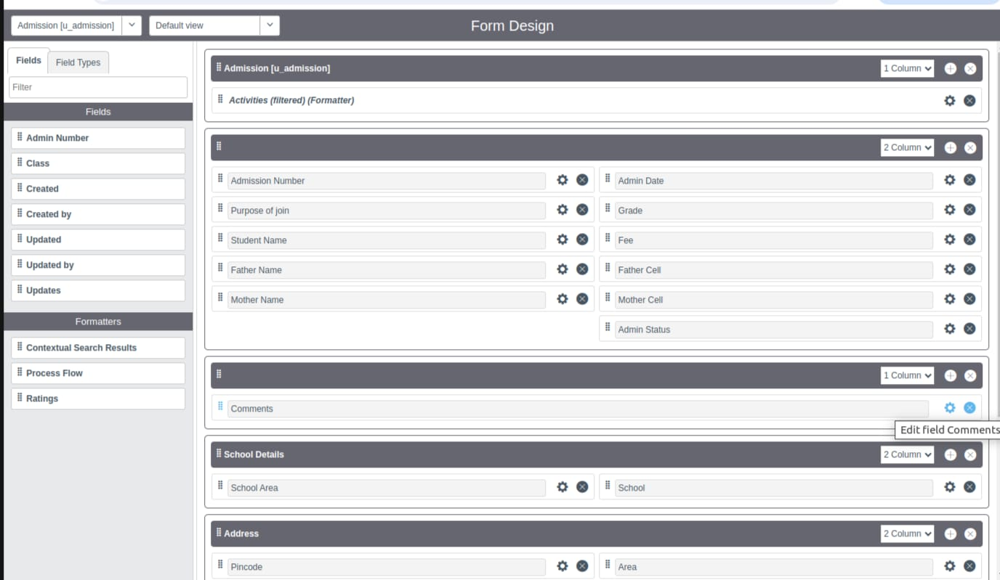 Admission [u_admission]
Default view
Form Design
Fields
Field Types
Filter
Fields
Admin Number
Class
Created
Created by
Updated
Updated by
Updates
Formatters
Contextual Search Results
Process Flow
Ratings
Admission [u_admission]
1 Column
Activities (filtered) (Formatter)
2 Column
Admission Number
Admin Date
Purpose of join
Grade
Student Name
Fee
Father Name
Father Cell
Mother Name
Mother Cell
Admin Status
1 Column
Comments
Edit field Comments
School Details
2 Column
School Area
School
Address
2 Column
Pincode
Area